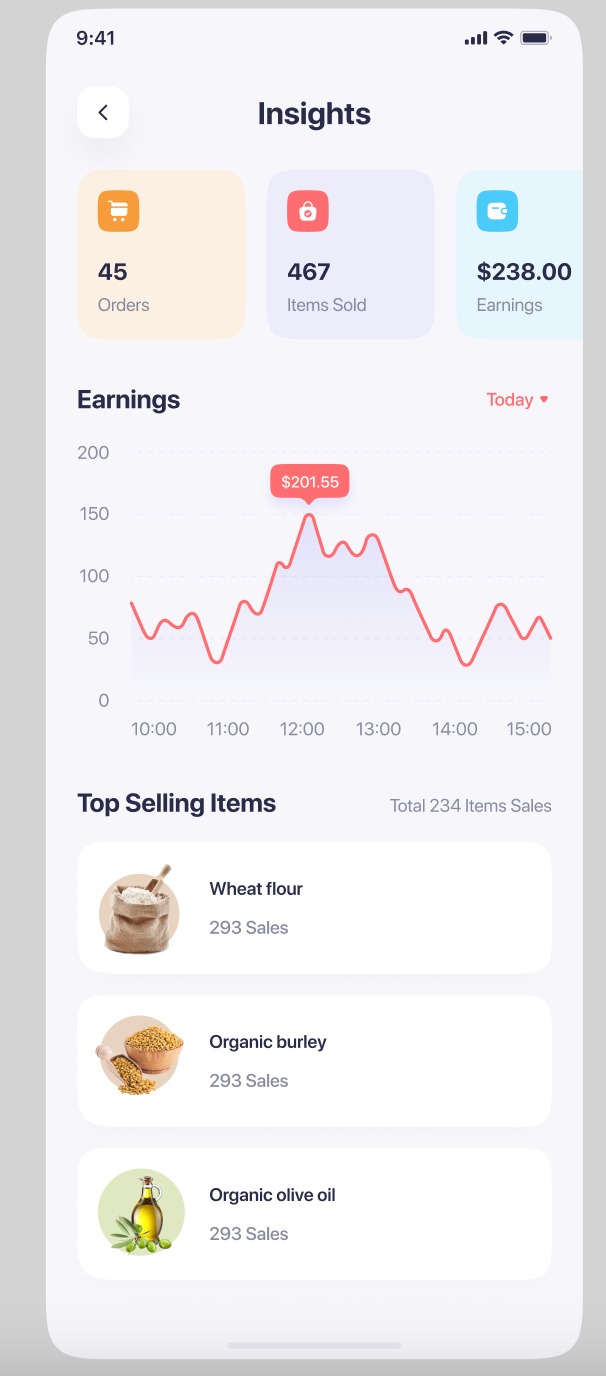 9:41
Insights
45
Orders
467
Items Sold
$238.00
Earnings
Earnings
Today
200
150
100
50
0
$201.55
10:00 11:00 12:00 13:00 14:00 15:00
Top Selling Items
Total 234 Items Sales
Wheat flour
293 Sales
Organic burley
293 Sales
Organic olive oil
293 Sales